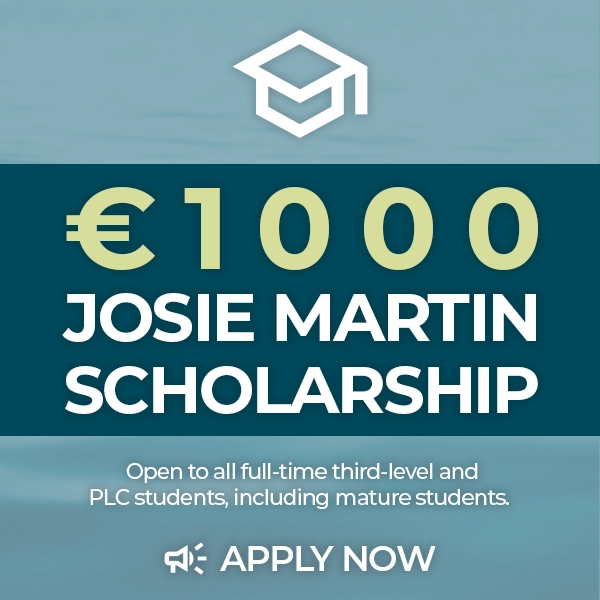 €1000
JOSIE MARTIN
SCHOLARSHIP
Open to all full-time third-level and
PLC students, including mature students.
APPLY NOW